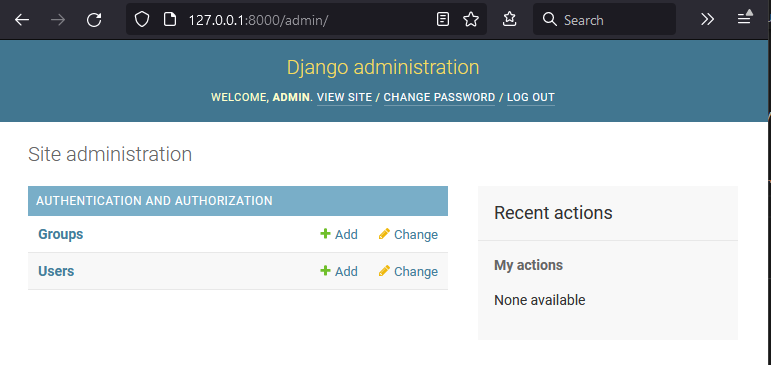 127.0.0.1:8000/admin/
Search
Django administration
WELCOME, ADMIN. VIEW SITE / CHANGE PASSWORD / LOG OUT
Site administration
AUTHENTICATION AND AUTHORIZATION
Groups Add Change
Users Add Change
Recent actions
My actions
None available